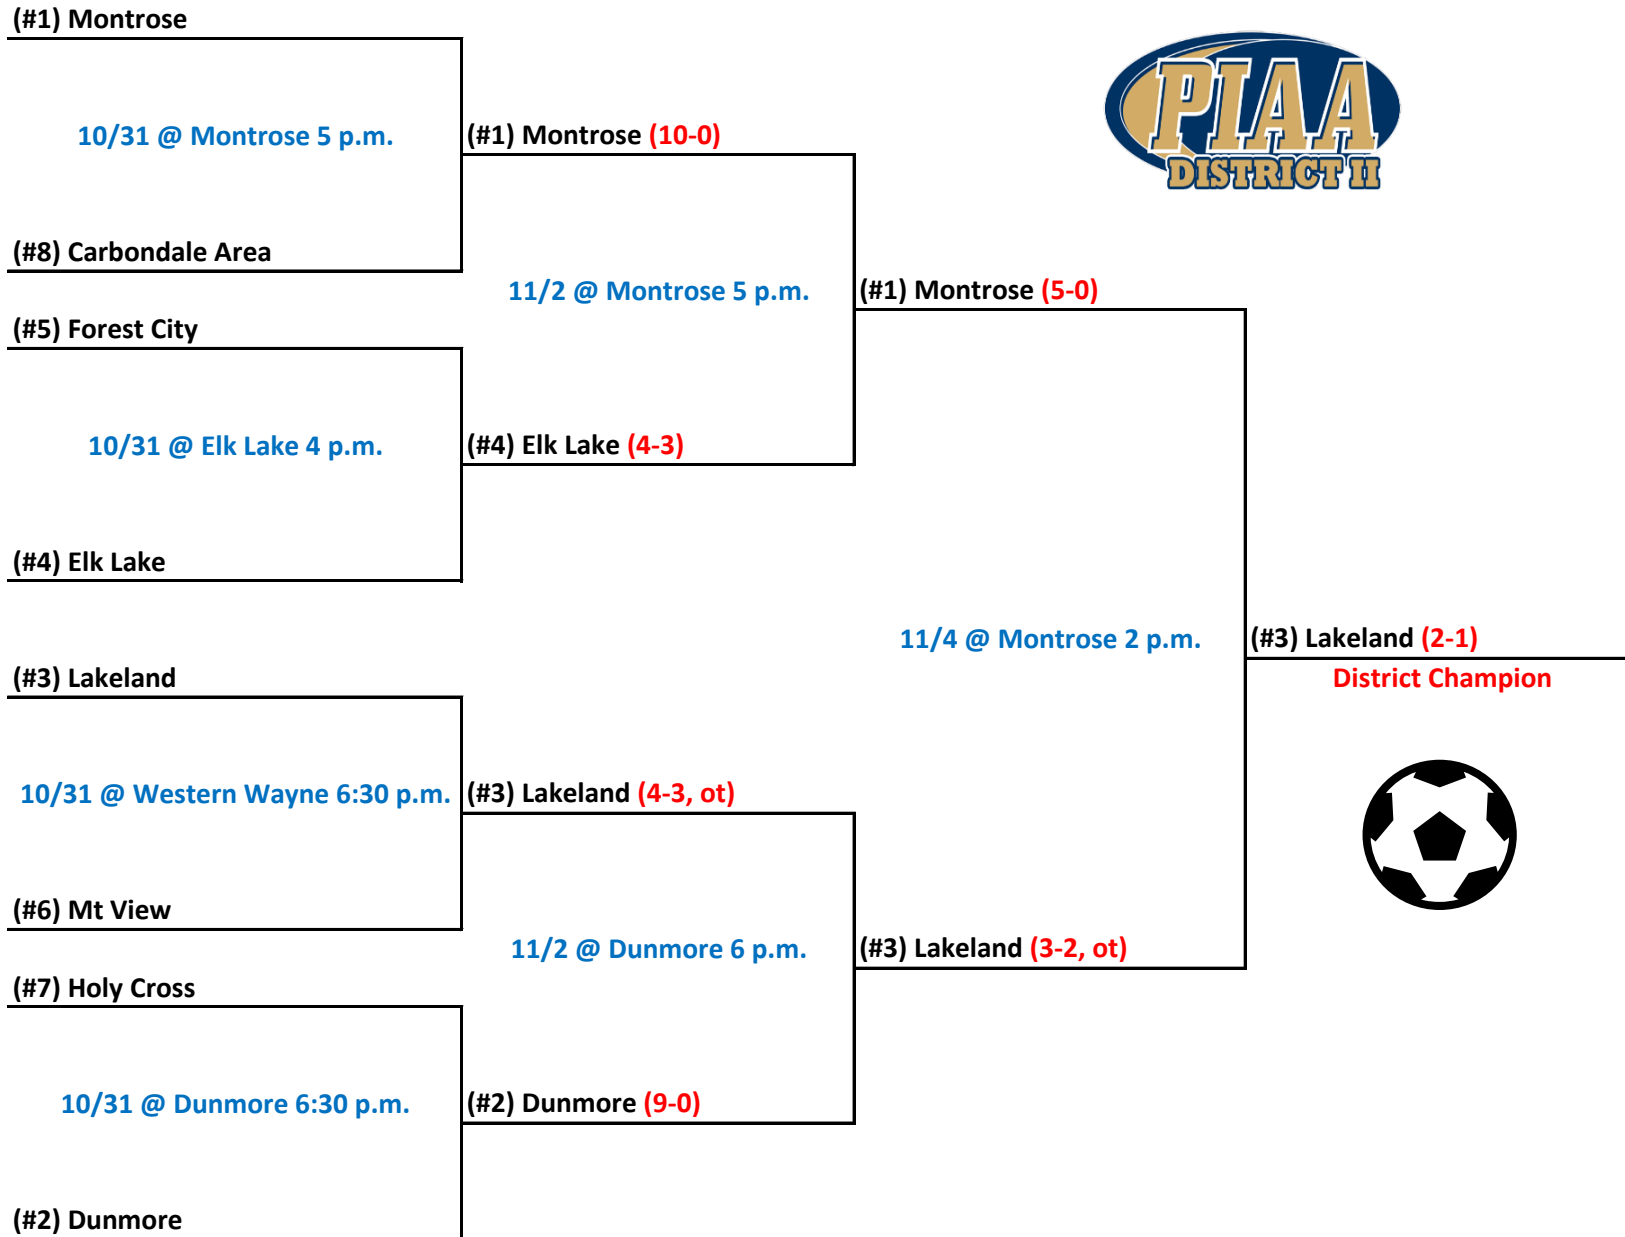 (#1) Montrose
PIAA
DISTRICT II
10/31 @ Montrose 5 p.m.
(#1) Montrose (10-0)
(#8) Carbondale Area
11/2 @ Montrose 5 p.m.
(#1) Montrose (5-0)
(#5) Forest City
10/31 @ Elk Lake 4 p.m.
(#4) Elk Lake (4-3)
(#4) Elk Lake
11/4 @ Montrose 2 p.m.
(#3) Lakeland (2-1)
District Champion
(#3) Lakeland
10/31 @ Western Wayne 6:30 p.m.
(#3) Lakeland (4-3, ot)
(#6) Mt View
11/2 @ Dunmore 6 p.m.
(#3) Lakeland (3-2, ot)
(#7) Holy Cross
10/31 @ Dunmore 6:30 p.m.
(#2) Dunmore (9-0)
(#2) Dunmore